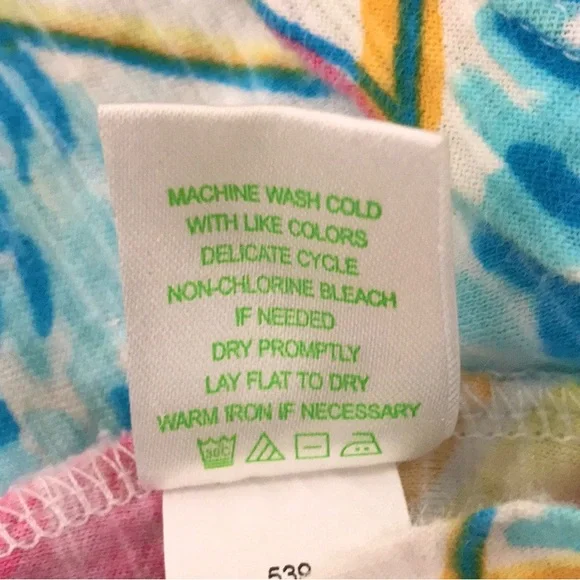 MACHINE WASH COLD
WITH LIKE COLORS
DELICATE CYCLE
NON-CHLORINE BLEACH
IF NEEDED
DRY PROMPTLY
LAY FLAT TO DRY
WARM IRON IF NECESSARY
30C